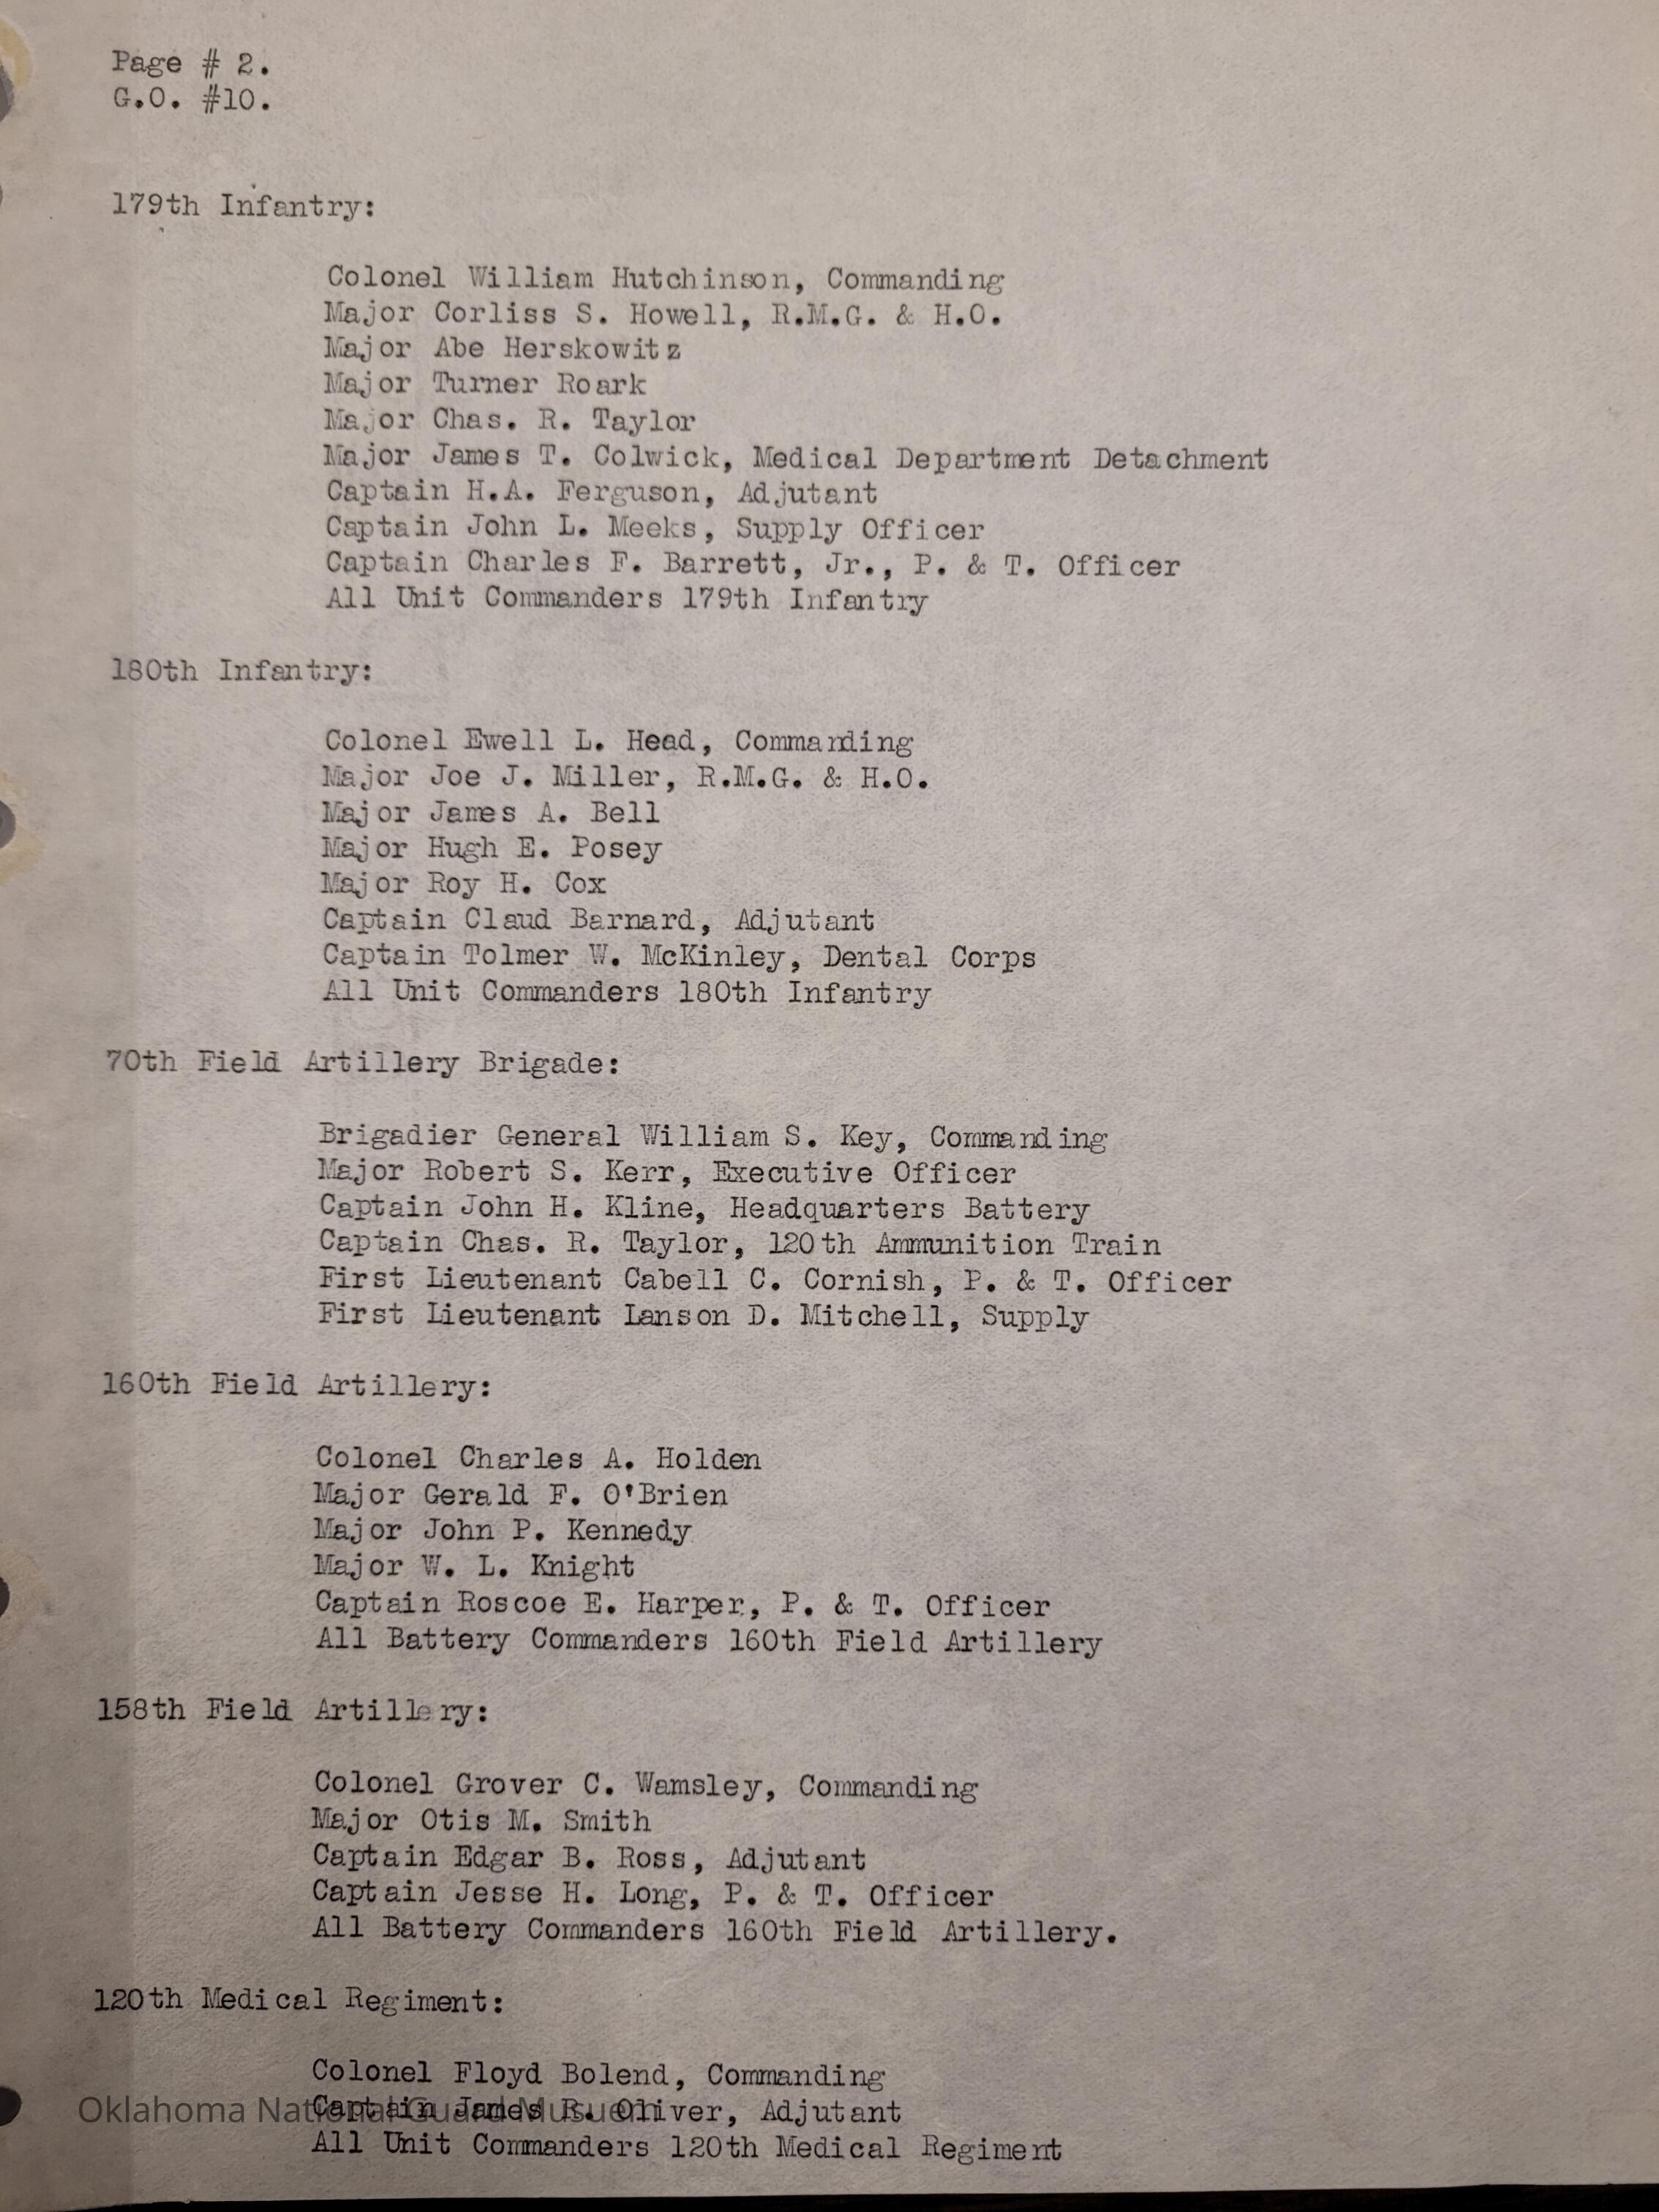 Page # 2.
G.O. #10.
179th Infantry:
Colonel William Hutchinson, Commanding
Major Corliss S. Howell, R.M.G. & H.O.
Major Abe Herskowitz
Major Turner Roark
Major Chas. R. Taylor
Major James T. Colwick, Medical Department Detachment
Captain H.A. Ferguson, Adjutant
Captain John L. Meeks, Supply Officer
Captain Charles F. Barrett, Jr., P. & T. Officer
All Unit Commanders 179th Infantry
180th Infantry:
Colonel Ewell L. Head, Commanding
Major Joe J. Miller, R.M.G. & H.O.
Major James A. Bell
Major Hugh E. Posey
Major Roy H. Cox
Captain Claud Barnard, Adjutant
Captain Tolmer W. McKinley, Dental Corps
All Unit Commanders 180th Infantry
70th Field Artillery Brigade:
Brigadier General William S. Key, Commanding
Major Robert S. Kerr, Executive Officer
Captain John H. Kline, Headquarters Battery
Captain Chas. R. Taylor, 120th Ammunition Train
First Lieutenant Cabell C. Cornish, P. & T. Officer
First Lieutenant Lanson D. Mitchell, Supply
160th Field Artillery:
Colonel Charles A. Holden
Major Gerald F. O'Brien
Major John P. Kennedy
Major W. L. Knight
Captain Roscoe E. Harper, P. & T. Officer
All Battery Commanders 160th Field Artillery
158th Field Artillery:
Colonel Grover C. Wamsley, Commanding
Major Otis M. Smith
Captain Edgar B. Ross, Adjutant
Captain Jesse H. Long, P. & T. Officer
All Battery Commanders 160th Field Artillery.
120th Medical Regiment:
Colonel Floyd Bolend, Commanding
Captain James R. Oliver, Adjutant
Oklahoma National Guard Musuem
All Unit Commanders 120th Medical Regiment